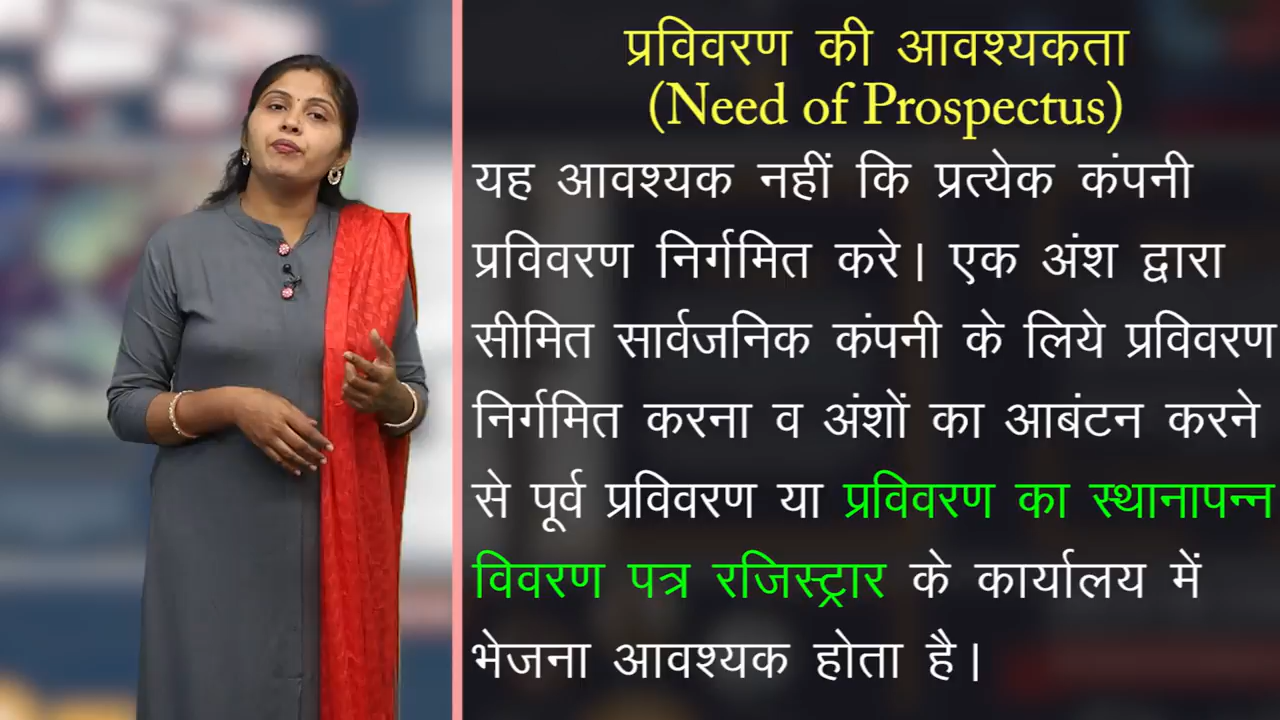 प्रविवरण की आवश्यकता
(Need of Prospectus)
यह आवश्यक नहीं कि प्रत्येक कंपनी
प्रविवरण निर्गमित करे। एक अंश द्वारा
सीमित सार्वजनिक कंपनी के लिये प्रविवरण
निर्गमित करना व अंशों का आबंटन करने
से पूर्व प्रविवरण या प्रविवरण का स्थानापन्न
विवरण पत्र रजिस्ट्रार के कार्यालय में
भेजना आवश्यक होता है।